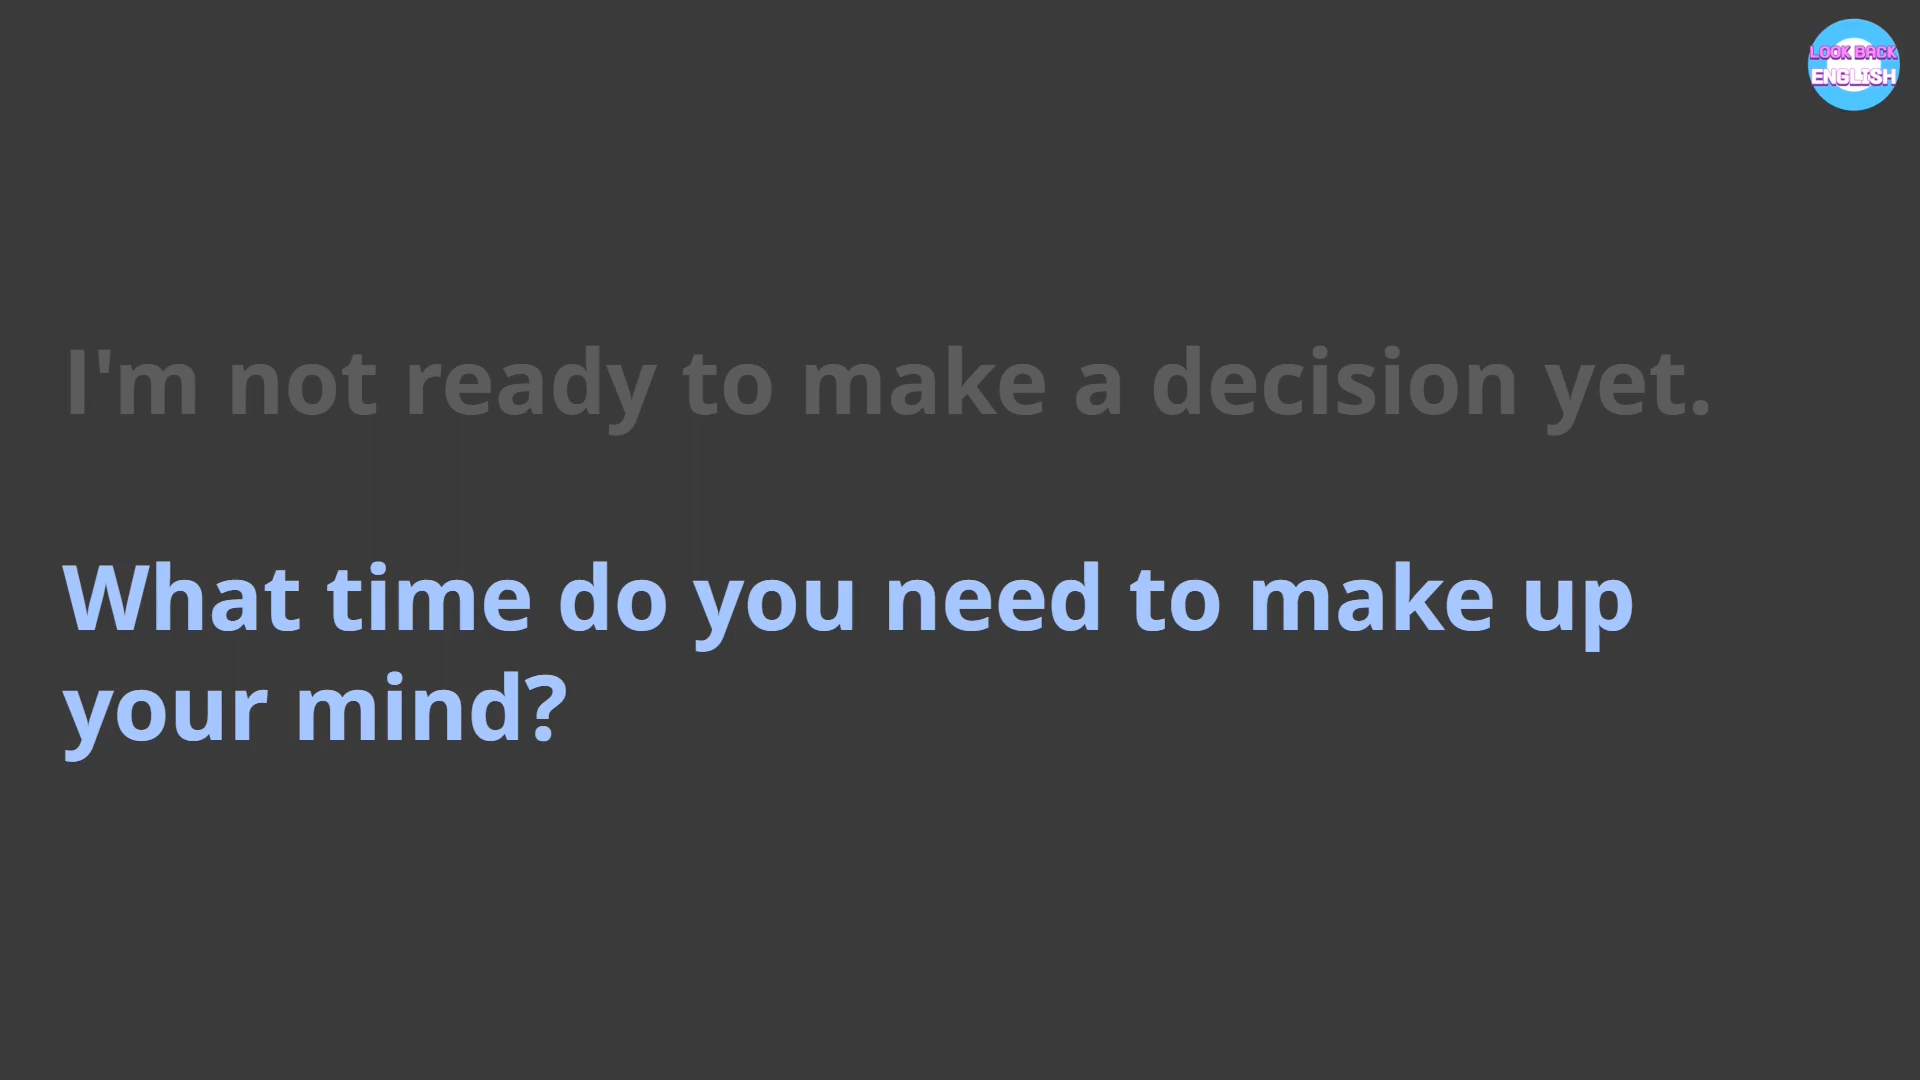 LOOK BACK
ENGLISH
I'm not ready to make a decision yet.
What time do you need to make up
your mind?